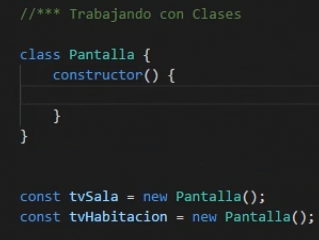 //*** Trabajando con Clases
class Pantalla {
constructor() {
}
}
const tvSala = new Pantalla();
const tvHabitacion = new Pantalla();